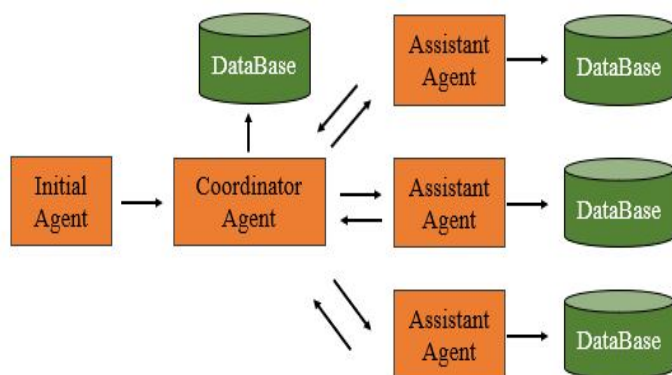 DataBase
Assistant
Agent
DataBase
Initial
Agent
Coordinator
Agent
Assistant
Agent
DataBase
Assistant
Agent
DataBase